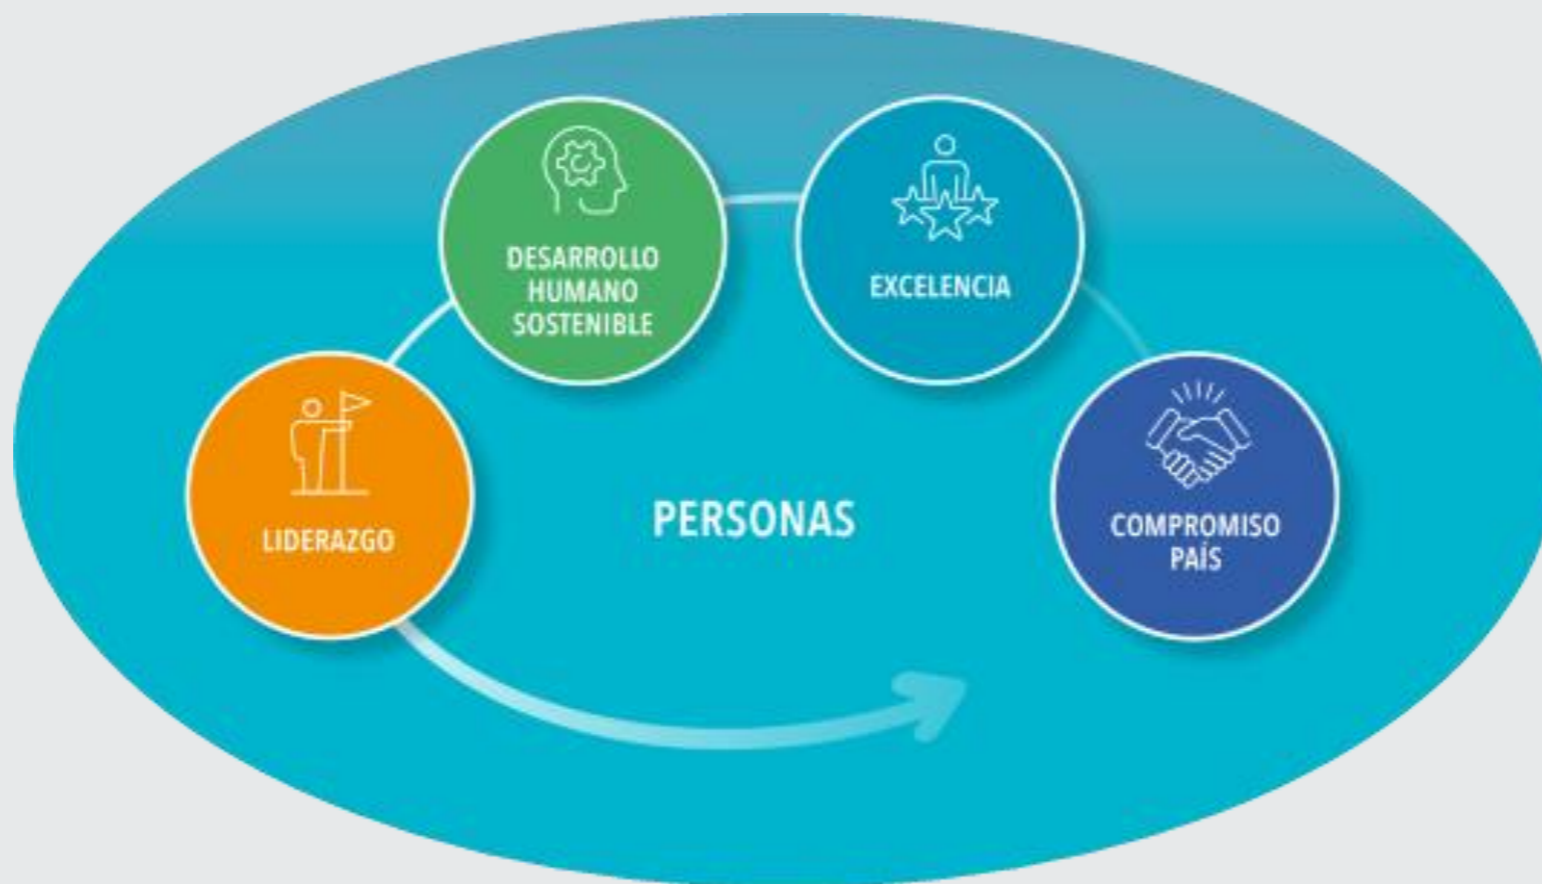 DESARROLLO
HUMANO
SOSTENIBLE
EXCELENCIA
LIDERAZGO
PERSONAS
COMPROMISO
PAÍS